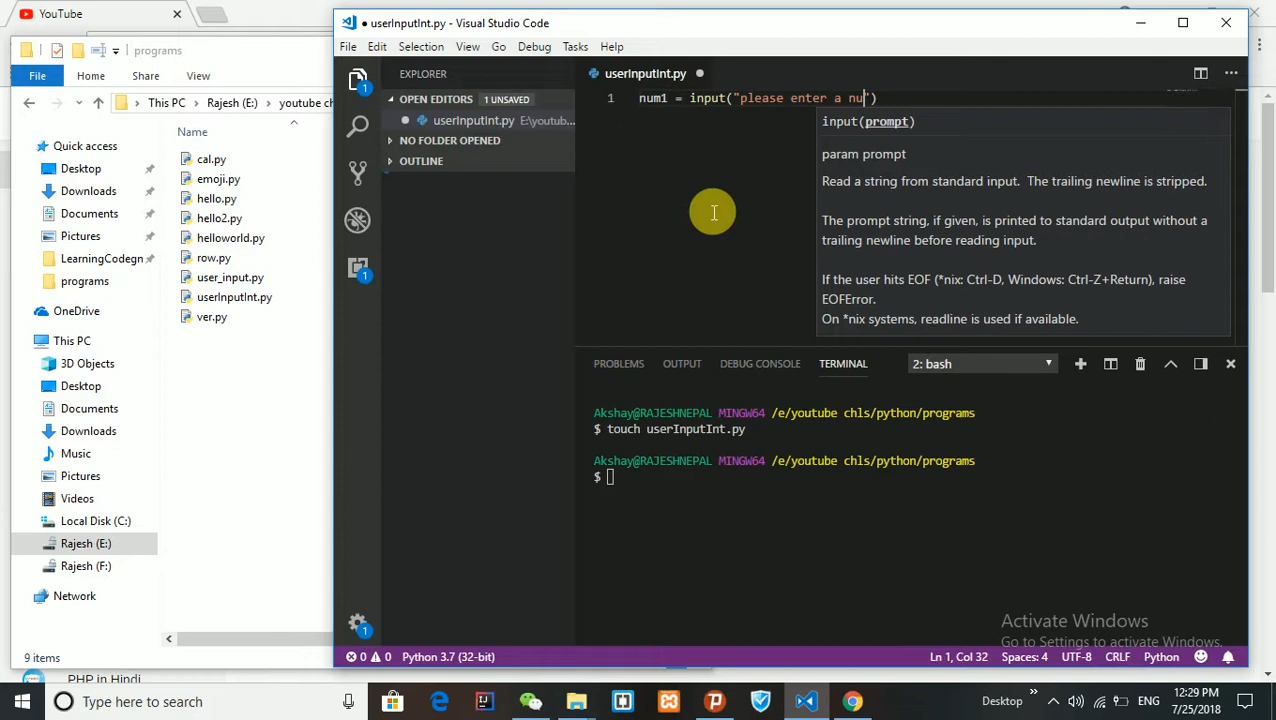 YouTube
programs
File
Home
Share
View
This PC
Rajesh (E:)
youtube c
Name
Quick access
Desktop
Downloads
Documents
Pictures
LearningCodegn
programs
OneDrive
This PC
3D Objects
Desktop
Documents
Downloads
Music
Pictures
Videos
Local Disk (C:)
Rajesh (E:)
Rajesh (F:)
Network
cal.py
emoji.py
hello.py
hello2.py
helloworld.py
row.py
user_input.py
userInputInt.py
ver.py
9 items
PHP in Hindi
● userInputInt.py - Visual Studio Code
File Edit Selection View Go Debug Tasks Help
1
1
1
EXPLORER
OPEN EDITORS 1 UNSAVED
userInputInt.py E:\youtub...
NO FOLDER OPENED
OUTLINE
userInputInt.py
1 num1 = input("please enter a nu")
input(prompt)
param prompt
Read a string from standard input. The trailing newline is stripped.
The prompt string, if given, is printed to standard output without a
trailing newline before reading input.
If the user hits EOF (*nix: Ctrl-D, Windows: Ctrl-Z+Return), raise
EOFError.
On *nix systems, readline is used if available.
PROBLEMS OUTPUT DEBUG CONSOLE TERMINAL 2: bash
Akshay@RAJESHNEPAL MINGW64 /e/youtube chls/python/programs
$ touch userInputInt.py
Akshay@RAJESHNEPAL MINGW64 /e/youtube chls/python/programs
$
Activate Windows
Go to Settings to activate Windows.
0 0 Python 3.7 (32-bit) Ln 1, Col 32 Spaces: 4 UTF-8 CRLF Python
1
Type here to search
Desktop
ENG
12:29 PM
7/25/2018